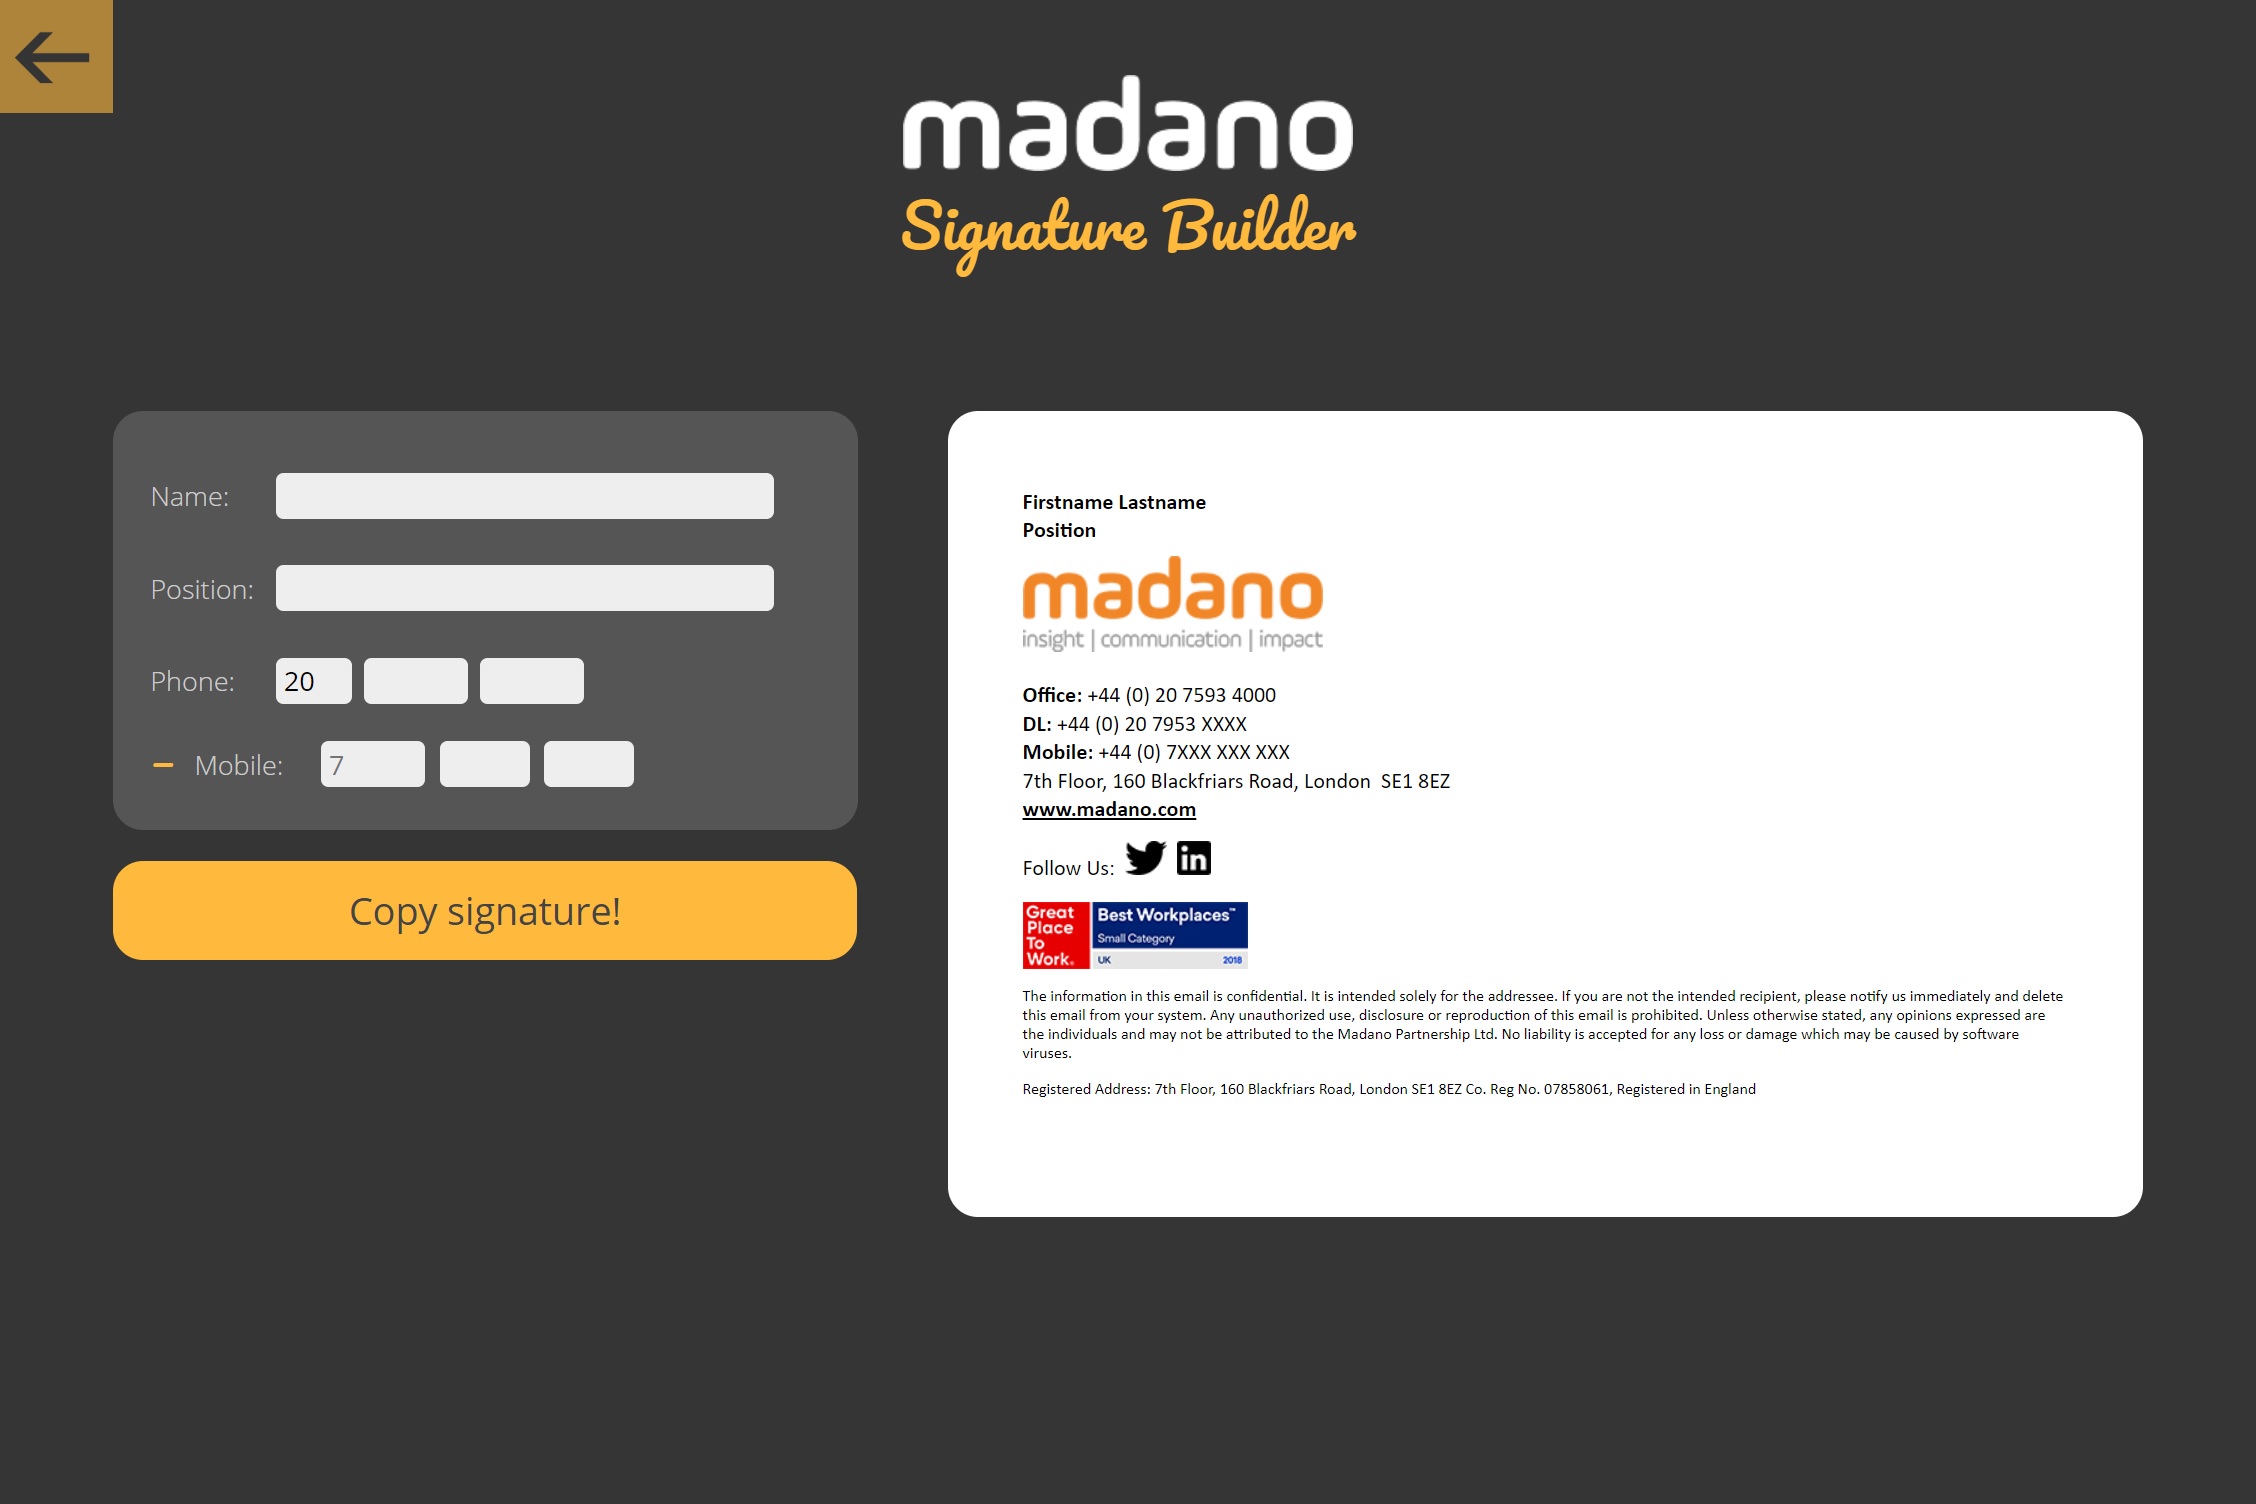 madano
Signature Builder
Name:
Position:
Phone: 20
Mobile: 7
Copy signature!
Firstname Lastname
Position
madano
insight | communication | impact
Office: +44 (0) 20 7593 4000
DL: +44 (0) 20 7953 XXXX
Mobile: +44 (0) 7XXX XXX XXX
7th Floor, 160 Blackfriars Road, London  SE1 8EZ
www.madano.com
Follow Us: in
Great
Place
To
Work.
Best Workplaces™
Small Category
UK 2018
The information in this email is confidential. It is intended solely for the addressee. If you are not the intended recipient, please notify us immediately and delete
this email from your system. Any unauthorized use, disclosure or reproduction of this email is prohibited. Unless otherwise stated, any opinions expressed are
the individuals and may not be attributed to the Madano Partnership Ltd. No liability is accepted for any loss or damage which may be caused by software
viruses.
Registered Address: 7th Floor, 160 Blackfriars Road, London SE1 8EZ Co. Reg No. 07858061, Registered in England